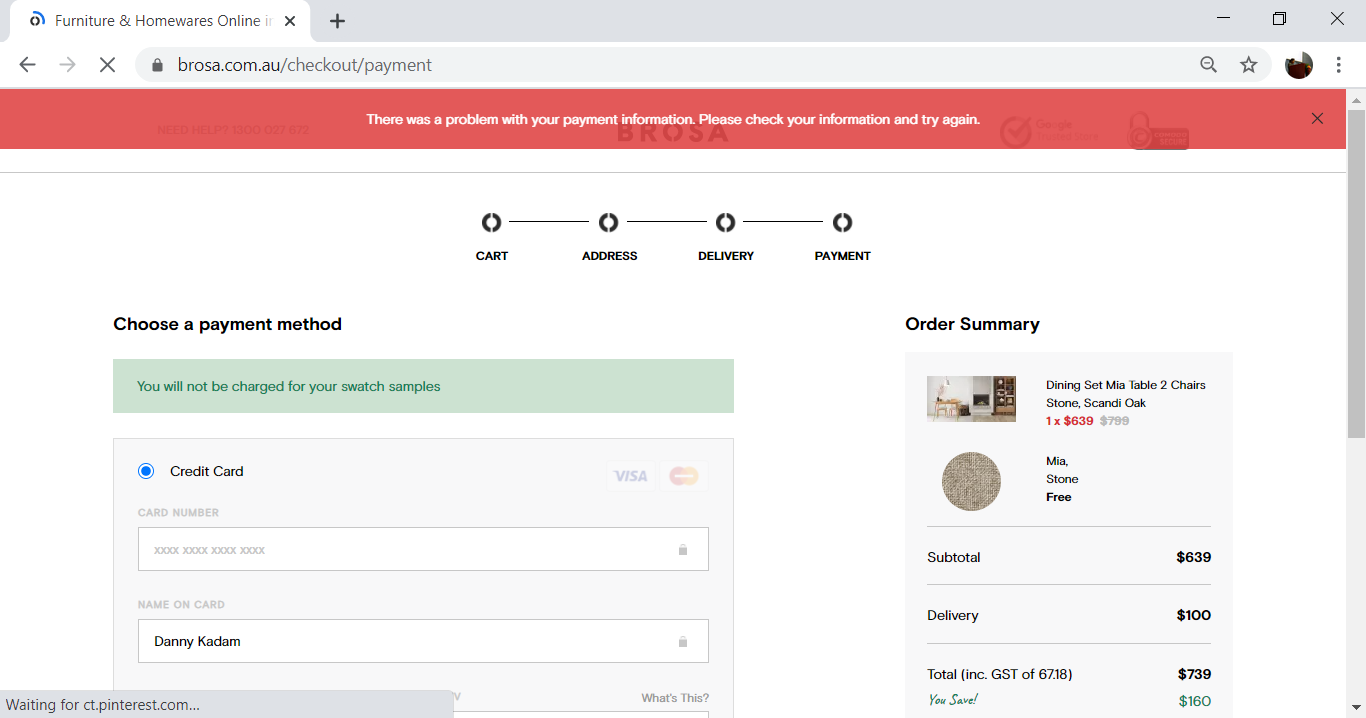 Furniture & Homewares Online in
brosa.com.au/checkout/payment
NEED HELP? 1300 027 672
There was a problem with your payment information. Please check your information and try again.
BROSA
Google
Trusted Store
SECURE
CART
ADDRESS
DELIVERY
PAYMENT
Choose a payment method
You will not be charged for your swatch samples
Credit Card
VISA
CARD NUMBER
xxxx xxxx xxxx xxxx
NAME ON CARD
Danny Kadam
V
What's This?
Order Summary
Dining Set Mia Table 2 Chairs
Stone, Scandi Oak
1 x $639 $799
Mia,
Stone
Free
Subtotal $639
Delivery $100
Total (inc. GST of 67.18) $739
You Save! $160
Waiting for ct.pinterest.com...